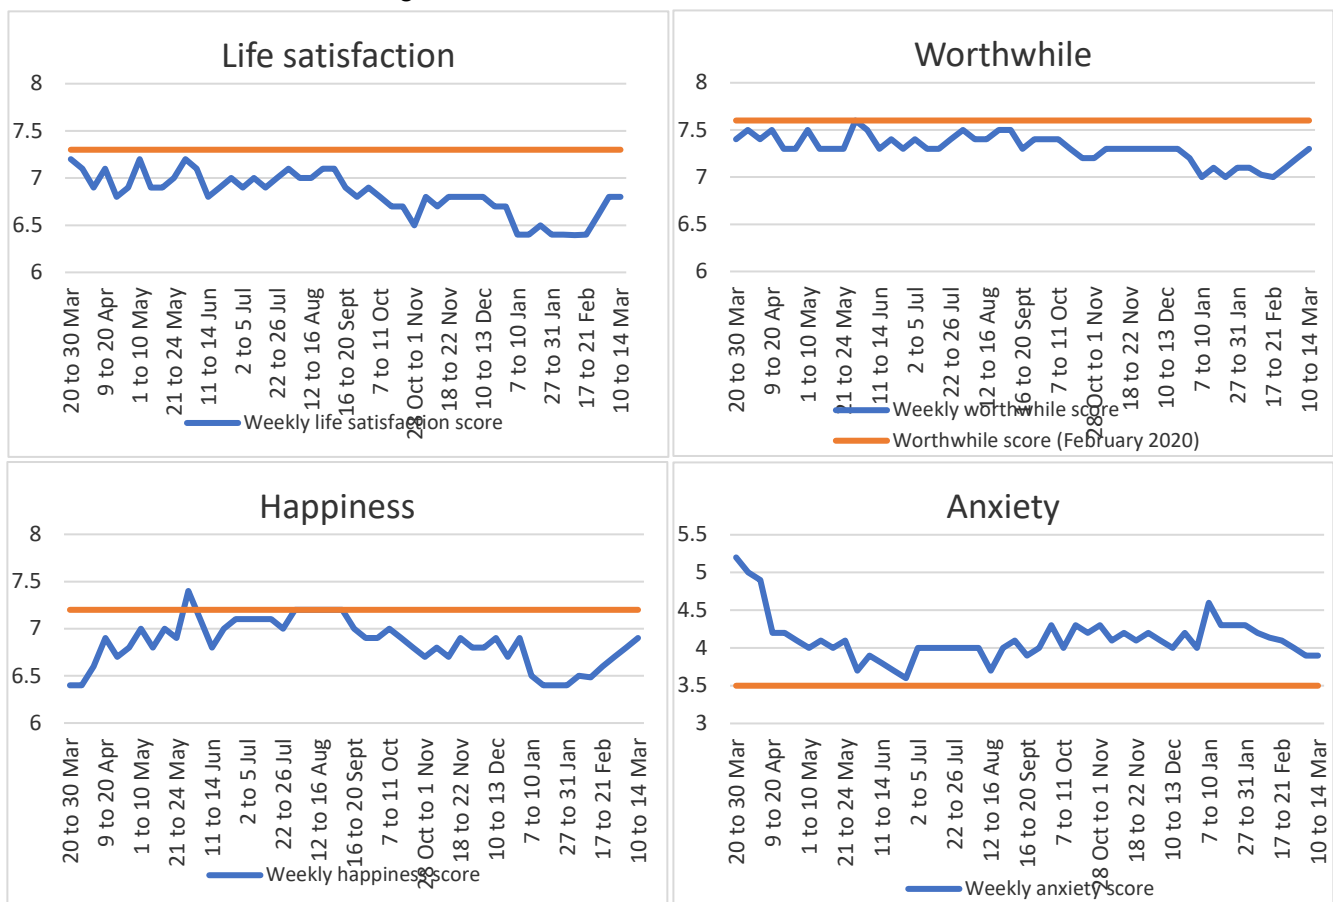 Life satisfaction
8
7.5
7
6.5
6
20 to 30 Mar
9 to 20 Apr
1 to 10 May
21 to 24 May
11 to 14 Jun
2 to 5 Jul
22 to 26 Jul
12 to 16 Aug
16 to 20 Sept
7 to 11 Oct
28 Oct to 1 Nov
18 to 22 Nov
10 to 13 Dec
7 to 10 Jan
27 to 31 Jan
17 to 21 Feb
10 to 14 Mar
Weekly life satisfaction score
Worthwhile
8
7.5
7
6.5
6
20 to 30 Mar
9 to 20 Apr
1 to 10 May
21 to 24 May
11 to 14 Jun
2 to 5 Jul
22 to 26 Jul
12 to 16 Aug
16 to 20 Sept
7 to 11 Oct
28 Oct to 1 Nov
18 to 22 Nov
10 to 13 Dec
7 to 10 Jan
27 to 31 Jan
17 to 21 Feb
10 to 14 Mar
Weekly worthwhile score
Worthwhile score (February 2020)
Happiness
8
7.5
7
6.5
6
20 to 30 Mar
9 to 20 Apr
1 to 10 May
21 to 24 May
11 to 14 Jun
2 to 5 Jul
22 to 26 Jul
12 to 16 Aug
16 to 20 Sept
7 to 11 Oct
28 Oct to 1 Nov
18 to 22 Nov
10 to 13 Dec
7 to 10 Jan
27 to 31 Jan
17 to 21 Feb
10 to 14 Mar
Weekly happiness score
Anxiety
5.5
5
4.5
4
3.5
3
20 to 30 Mar
9 to 20 Apr
1 to 10 May
21 to 24 May
11 to 14 Jun
2 to 5 Jul
22 to 26 Jul
12 to 16 Aug
16 to 20 Sept
7 to 11 Oct
28 Oct to 1 Nov
18 to 22 Nov
10 to 13 Dec
7 to 10 Jan
27 to 31 Jan
17 to 21 Feb
10 to 14 Mar
Weekly anxiety score